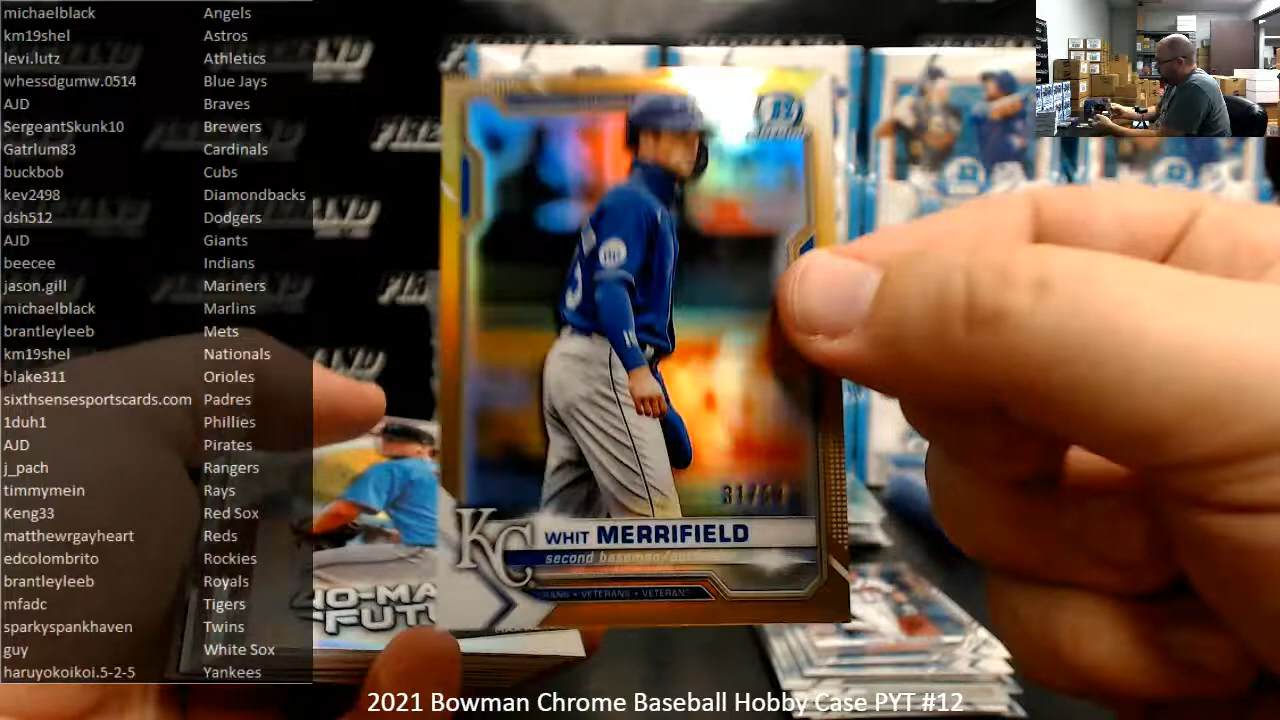 michaelblack Angels
km19shel Astros
levi.lutz Athletics
whessdgumw.0514 Blue Jays
AJD Braves
SergeantSkunk10 Brewers
Gatrlum83 Cardinals
buckbob Cubs
kev2498 Diamondbacks
dsh512 Dodgers
AJD Giants
beecee Indians
jason.gill Mariners
michaelblack Marlins
brantleyleeb Mets
km19shel Nationals
blake311 Orioles
sixthsensesportscards.com Padres
1duh1 Phillies
AJD Pirates
j_pach Rangers
timmymein Rays
Keng33 Red Sox
matthewrgayheart Reds
edcolombrito Rockies
brantleyleeb Royals
mfadc Tigers
sparkyspankhaven Twins
guy White Sox
haruyokoikoi.5-2-5 Yankees
KC
WHIT MERRIFIELD
second baseman
VETERANS
2021 Bowman Chrome Baseball Hobby Case PYT #12